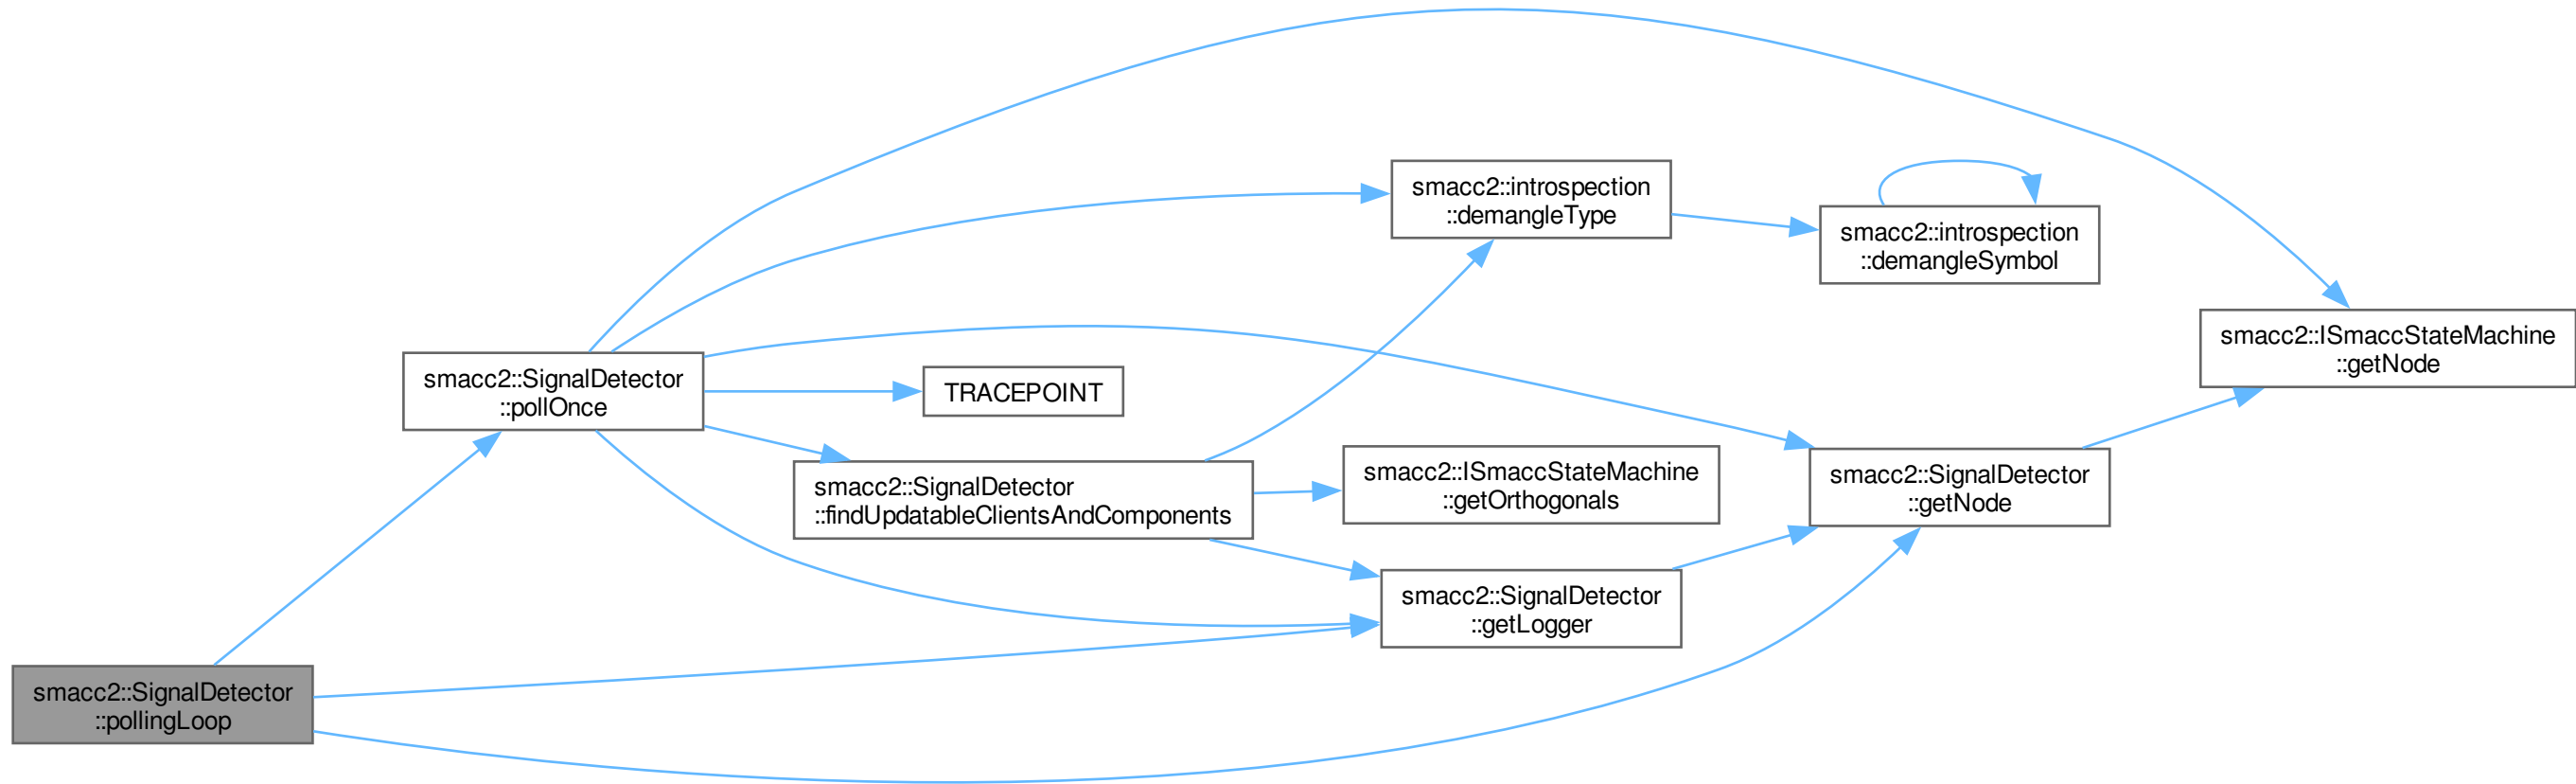 smacc2::SignalDetector
::pollingLoop
smacc2::SignalDetector
::pollOnce
TRACEPOINT
smacc2::SignalDetector
::findUpdatableClientsAndComponents
smacc2::introspection
::demangleType
smacc2::introspection
::demangleSymbol
smacc2::ISmaccStateMachine
::getOrthogonals
smacc2::SignalDetector
::getLogger
smacc2::SignalDetector
::getNode
smacc2::ISmaccStateMachine
::getNode